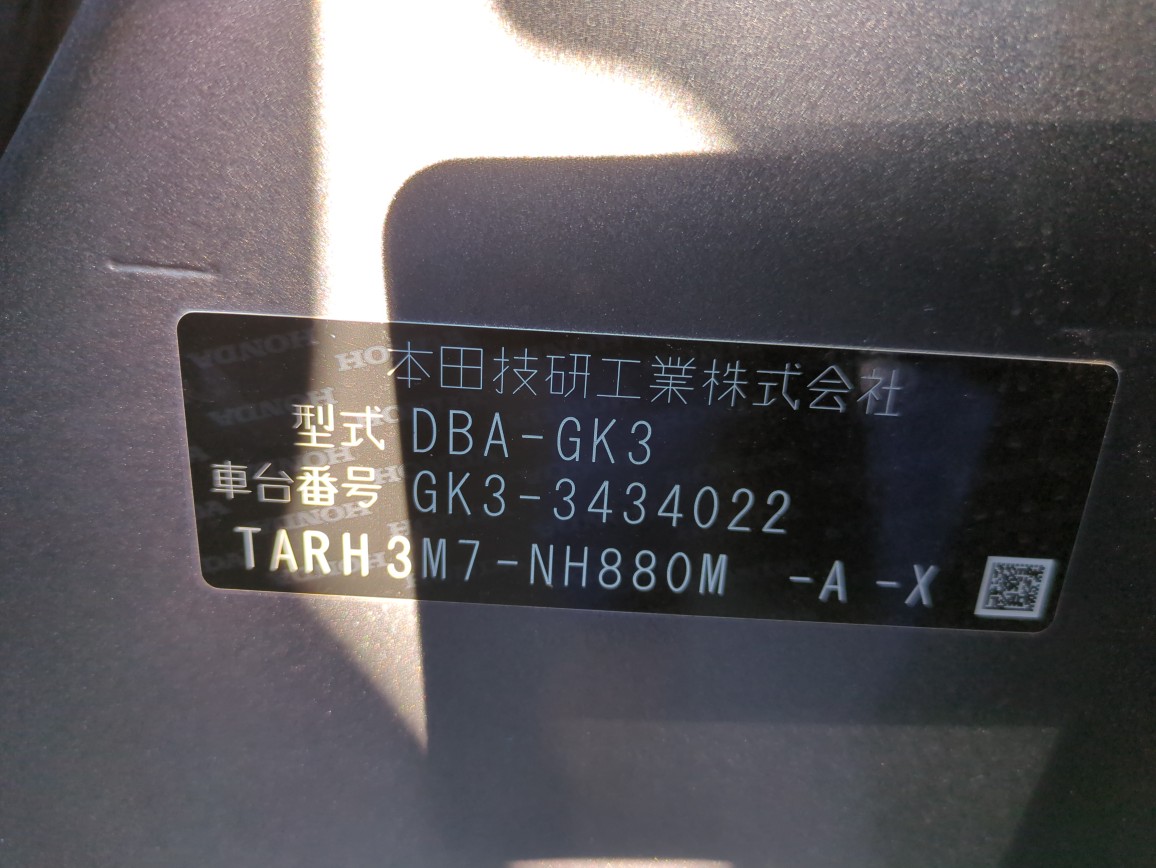 本田技研工業株式会社
型式 DBA-GK3
車台番号 GK3-3434022
TARH3M7-NH880M -A -X